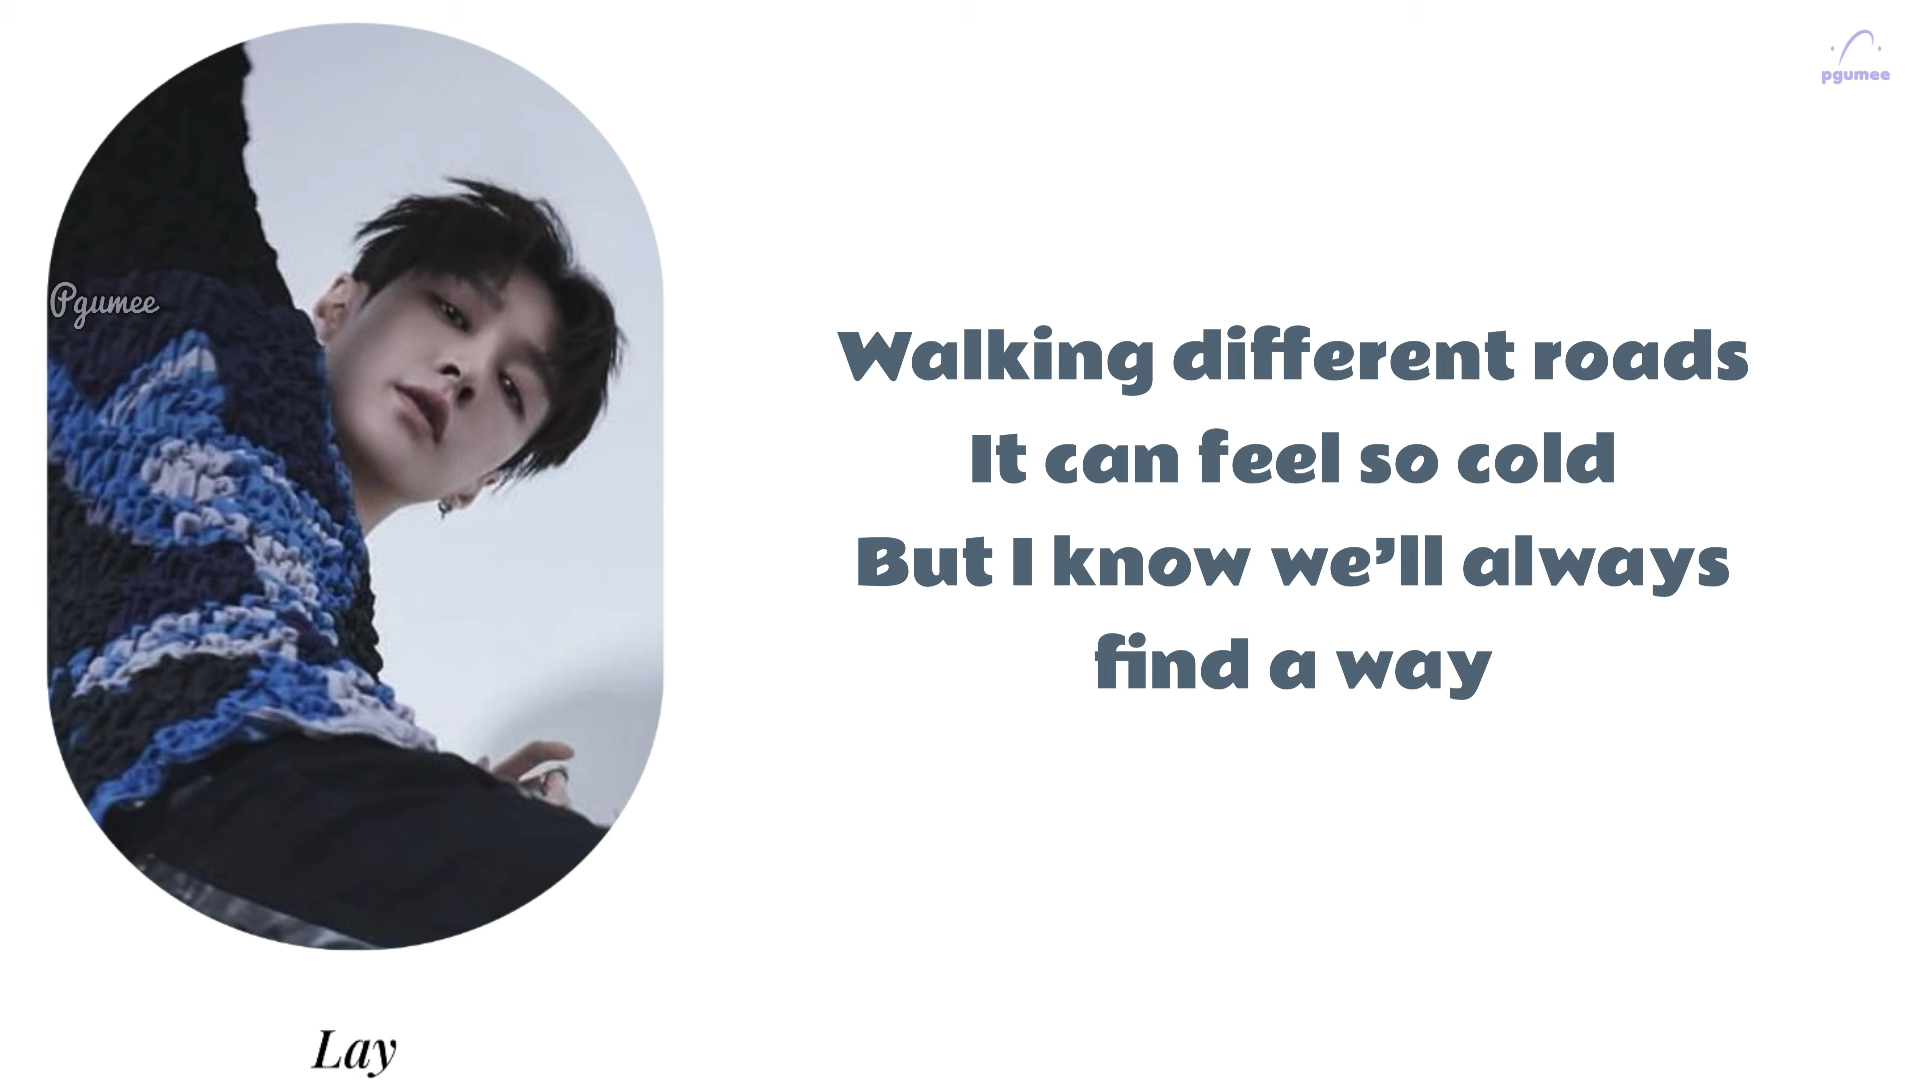 pgumee
Pgumee
Walking different roads
It can feel so cold
But I know we’ll always
find a way
Lay